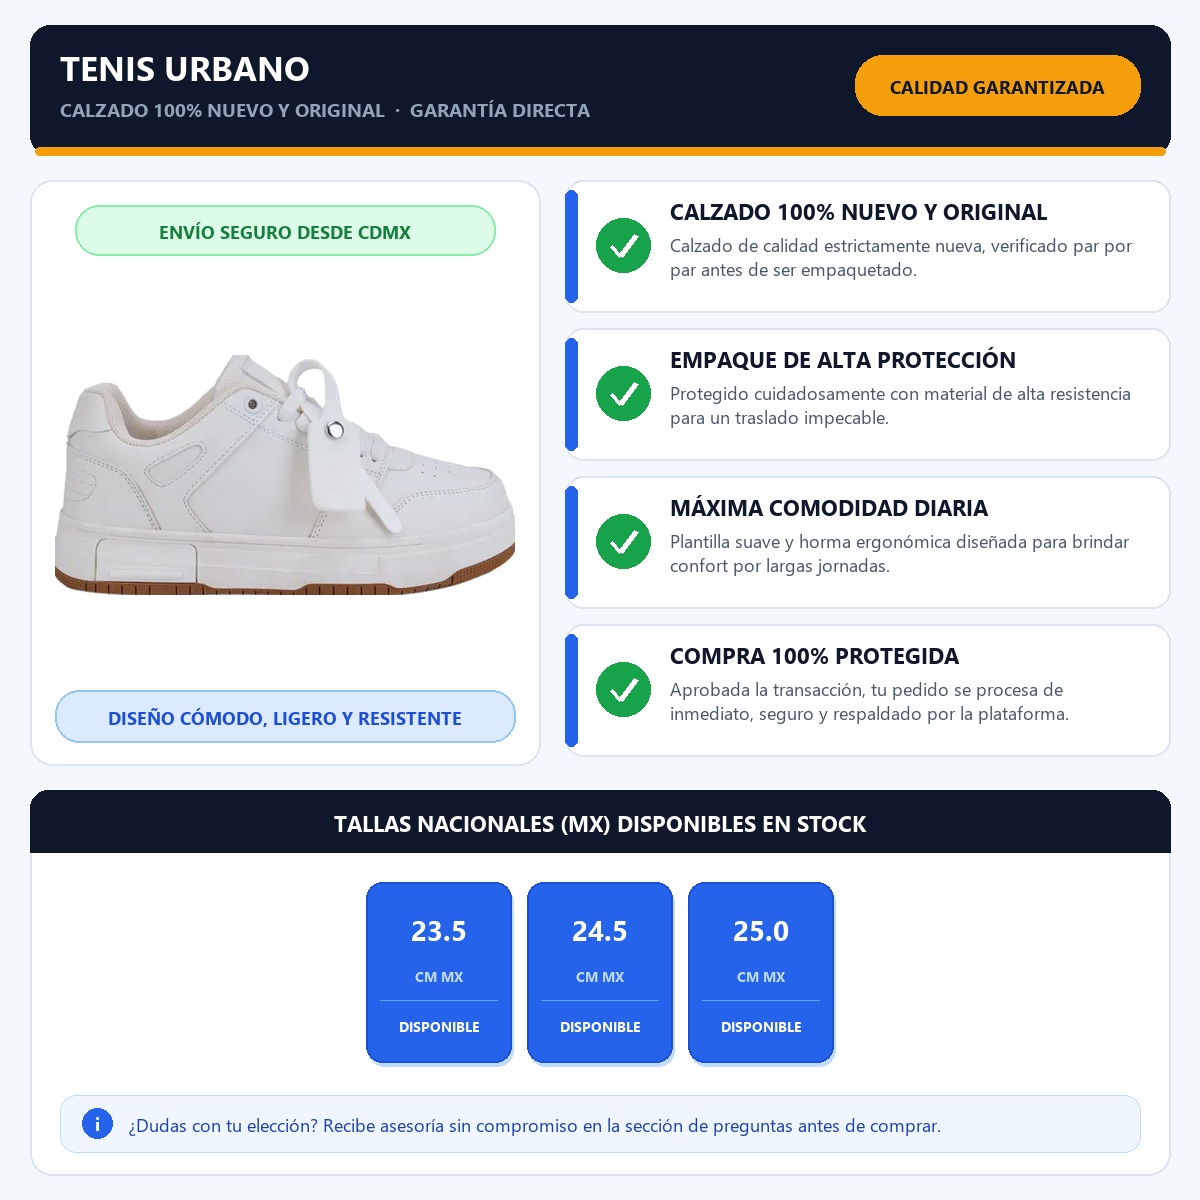 TENIS URBANO
CALZADO 100% NUEVO Y ORIGINAL · GARANTÍA DIRECTA
CALIDAD GARANTIZADA
ENVÍO SEGURO DESDE CDMX
DISEÑO CÓMODO, LIGERO Y RESISTENTE
CALZADO 100% NUEVO Y ORIGINAL
Calzado de calidad estrictamente nueva, verificado par por
par antes de ser empaquetado.
EMPAQUE DE ALTA PROTECCIÓN
Protegido cuidadosamente con material de alta resistencia
para un traslado impecable.
MÁXIMA COMODIDAD DIARIA
Plantilla suave y horma ergonómica diseñada para brindar
confort por largas jornadas.
COMPRA 100% PROTEGIDA
Aprobada la transacción, tu pedido se procesa de
inmediato, seguro y respaldado por la plataforma.
TALLAS NACIONALES (MX) DISPONIBLES EN STOCK
23.5
CM MX
DISPONIBLE
24.5
CM MX
DISPONIBLE
25.0
CM MX
DISPONIBLE
i
¿Dudas con tu elección? Recibe asesoría sin compromiso en la sección de preguntas antes de comprar.